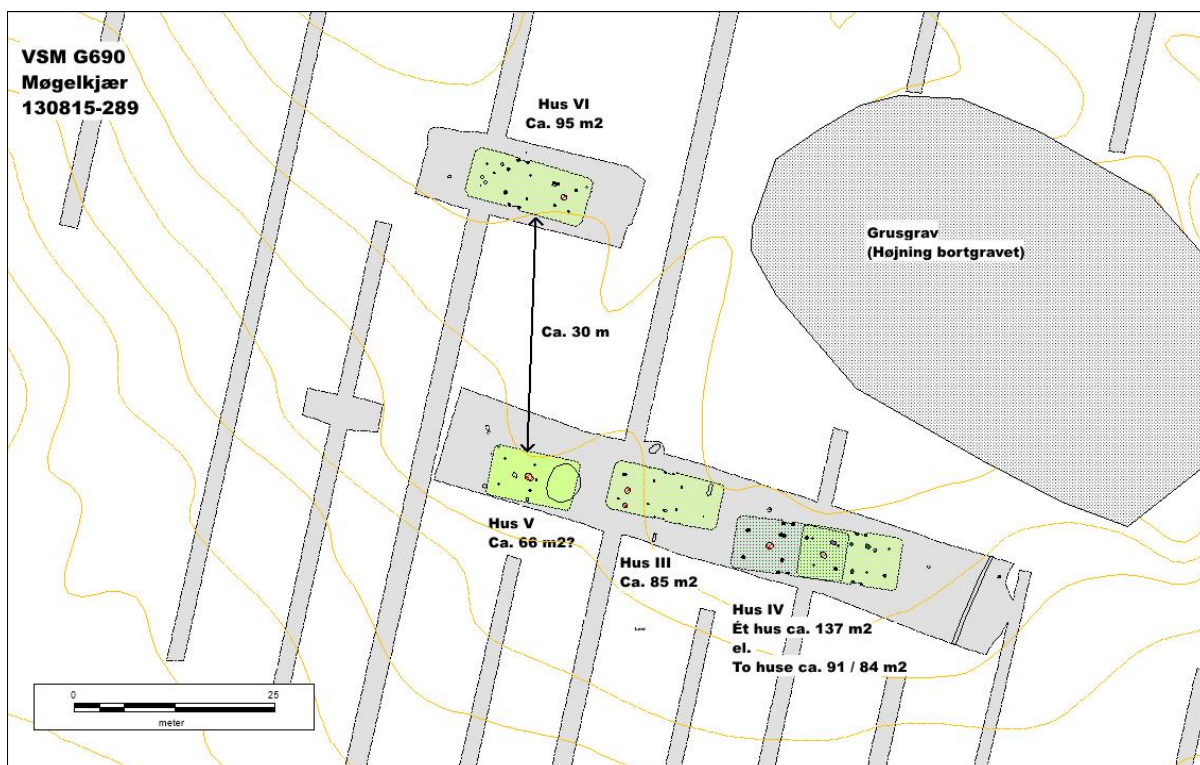 VSM G690
Møgelkjær
130815-289
Hus VI
Ca. 95 m2
Grusgrav
(Højning bortgravet)
Ca. 30 m
Hus V
Ca. 66 m2?
Hus III
Ca. 85 m2
Hus IV
Ét hus ca. 137 m2
el.
To huse ca. 91 / 84 m2
0 25
meter